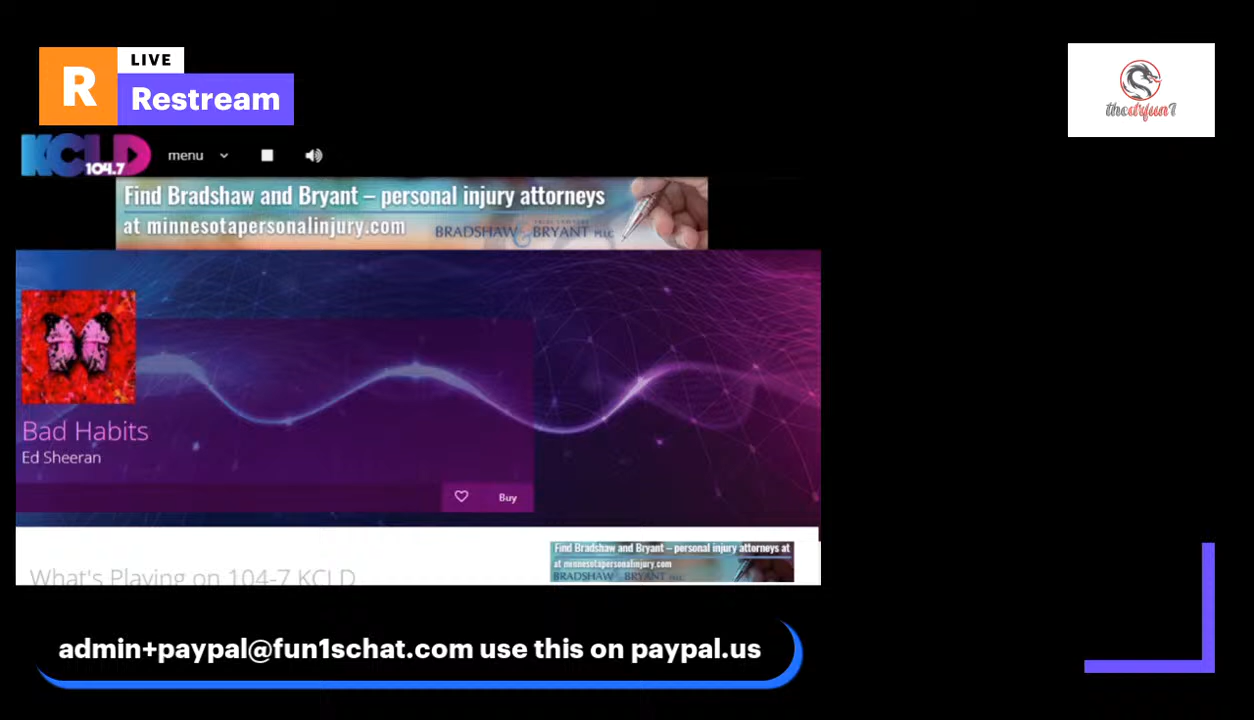 R
LIVE
Restream
thedrfun1
KCLD
104.7
menu
Find Bradshaw and Bryant – personal injury attorneys
at minnesotapersonalinjury.com
BRADSHAW & BRYANT PLLC
Bad Habits
Ed Sheeran
Buy
What's Playing on 104-7 KCLD
Find Bradshaw and Bryant – personal injury attorneys at
at minnesotapersonalinjury.com
BRADSHAW BRYANT PLLC
admin+paypal@fun1schat.com use this on paypal.us